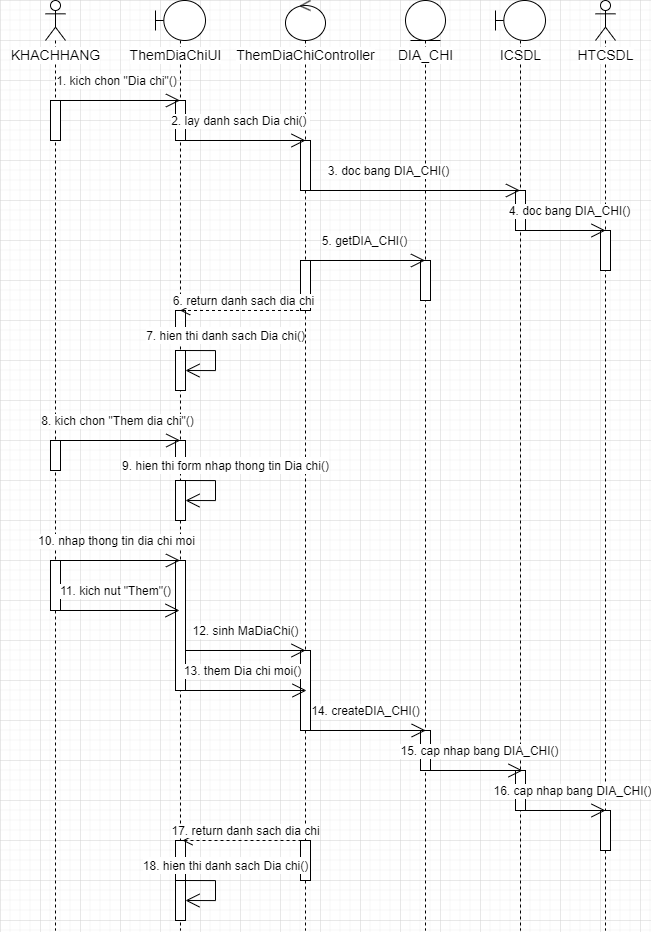 KHACHHANG
ThemDiaChiUI
ThemDiaChiController
DIA_CHI
ICSDL
HTCSDL
1. kich chon "Dia chi"()
2. lay danh sach Dia chi()
3. doc bang DIA_CHI()
4. doc bang DIA_CHI()
5. getDIA_CHI()
6. return danh sach dia chi
7. hien thi danh sach Dia chi()
8. kich chon "Them dia chi"()
9. hien thi form nhap thong tin Dia chi()
10. nhap thong tin dia chi moi
11. kich nut "Them"()
12. sinh MaDiaChi()
13. them Dia chi moi()
14. createDIA_CHI()
15. cap nhap bang DIA_CHI()
16. cap nhap bang DIA_CHI()
17. return danh sach dia chi
18. hien thi danh sach Dia chi()